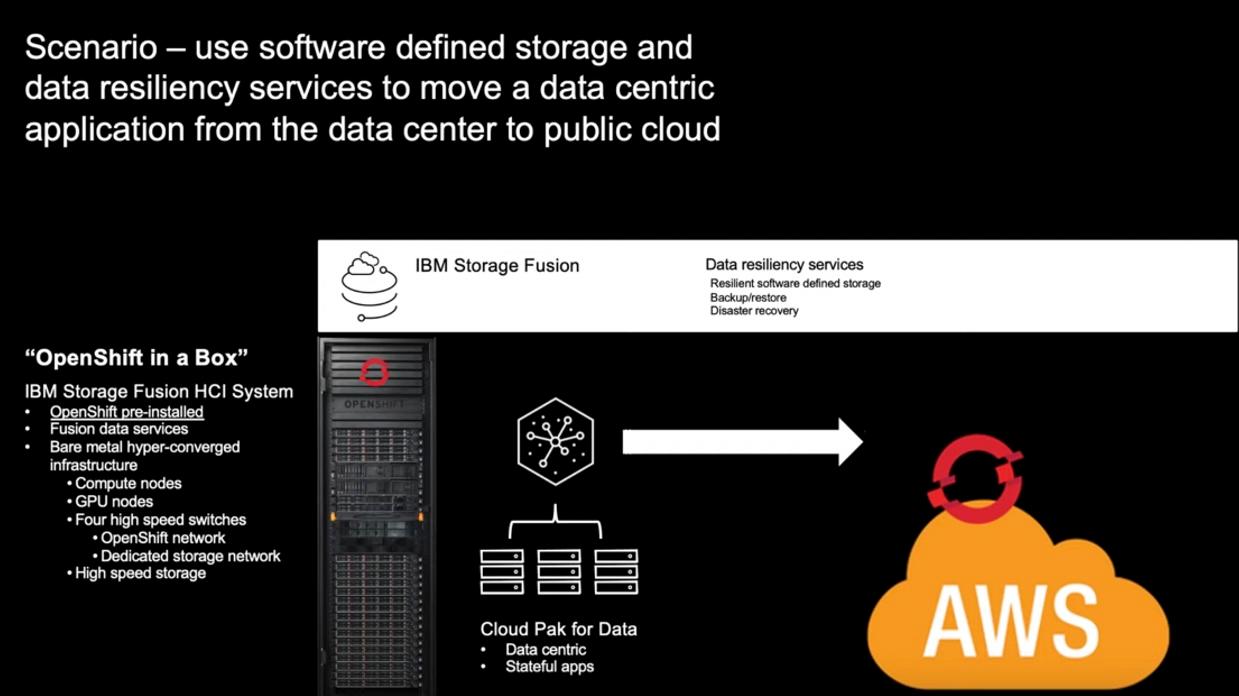 Scenario – use software defined storage and
data resiliency services to move a data centric
application from the data center to public cloud
IBM Storage Fusion
Data resiliency services
Resilient software defined storage
Backup/restore
Disaster recovery
“OpenShift in a Box”
IBM Storage Fusion HCI System
• OpenShift pre-installed
• Fusion data services
• Bare metal hyper-converged
infrastructure
• Compute nodes
• GPU nodes
• Four high speed switches
• OpenShift network
• Dedicated storage network
• High speed storage
OPENSHIFT
Cloud Pak for Data
• Data centric
• Stateful apps
AWS